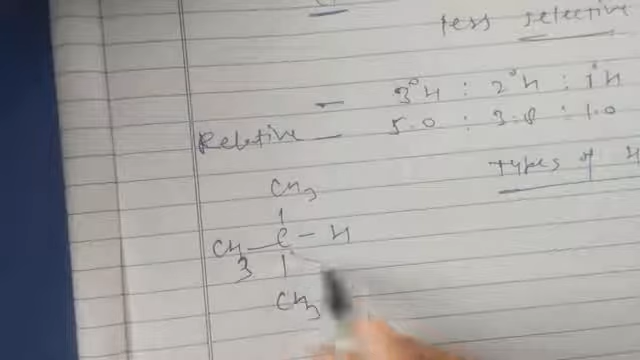 less selective
— 3°H : 2°H : 1°H
Relative — 5.0 : 3.8 : 1.0
Types of H
CH3
|
CH3 — C — H
|
CH3